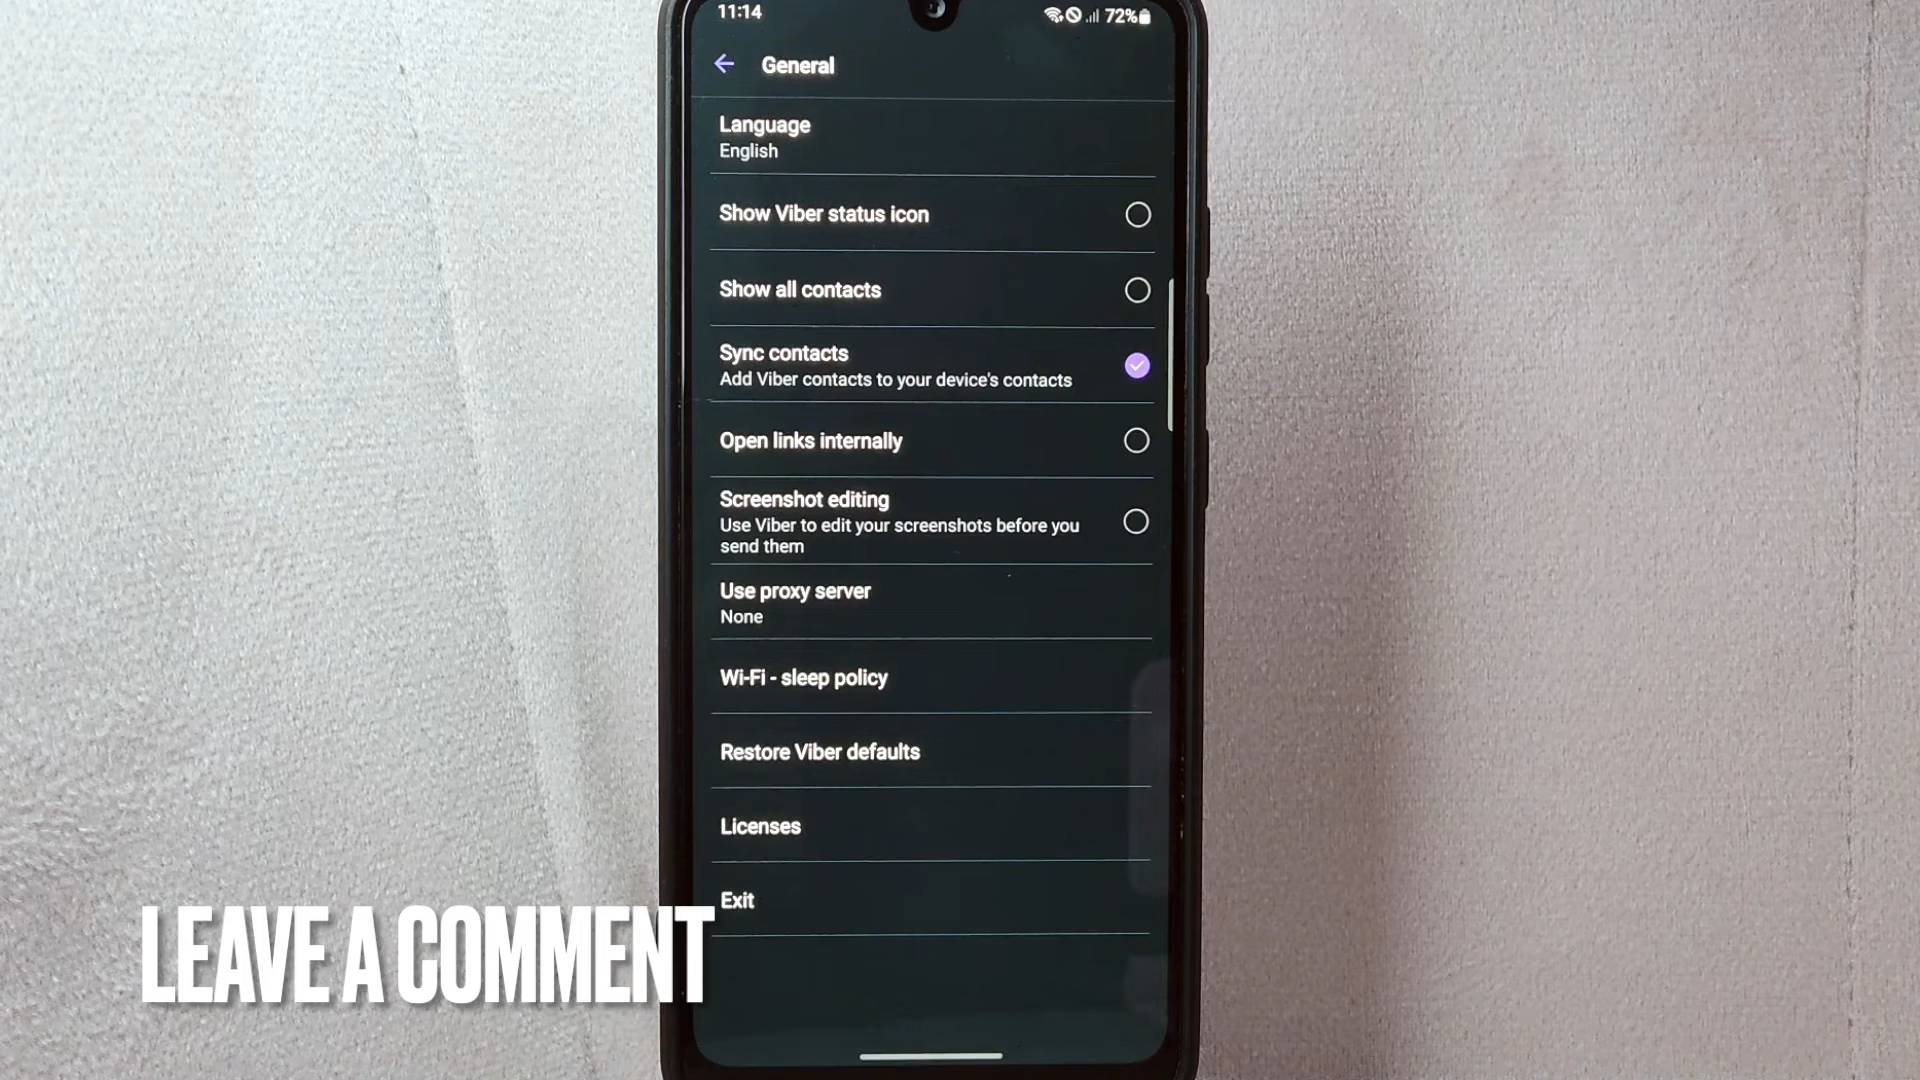 11:14
72%
General
Language
English
Show Viber status icon
Show all contacts
Sync contacts
Add Viber contacts to your device's contacts
Open links internally
Screenshot editing
Use Viber to edit your screenshots before you
send them
Use proxy server
None
Wi-Fi - sleep policy
Restore Viber defaults
Licenses
Exit
LEAVE A COMMENT